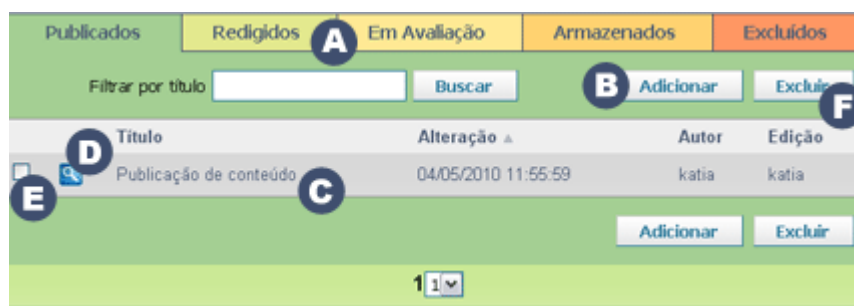 Publicados Redigidos A Em Avaliação Armazenados Excluídos
Filtrar por título Buscar B Adicionar Excluir F
D Título Alteração Autor Edição
E Publicação de conteúdo C 04/05/2010 11:55:59 katia katia
Adicionar Excluir
1 1